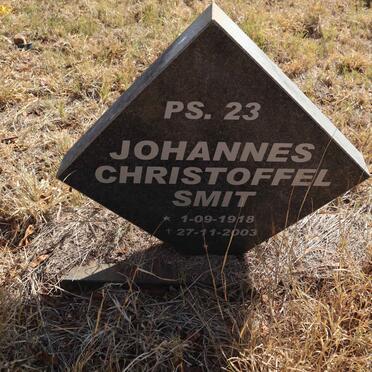 PS. 23
JOHANNES
CHRISTOFFEL
SMIT
* 1-09-1918
† 27-11-2003